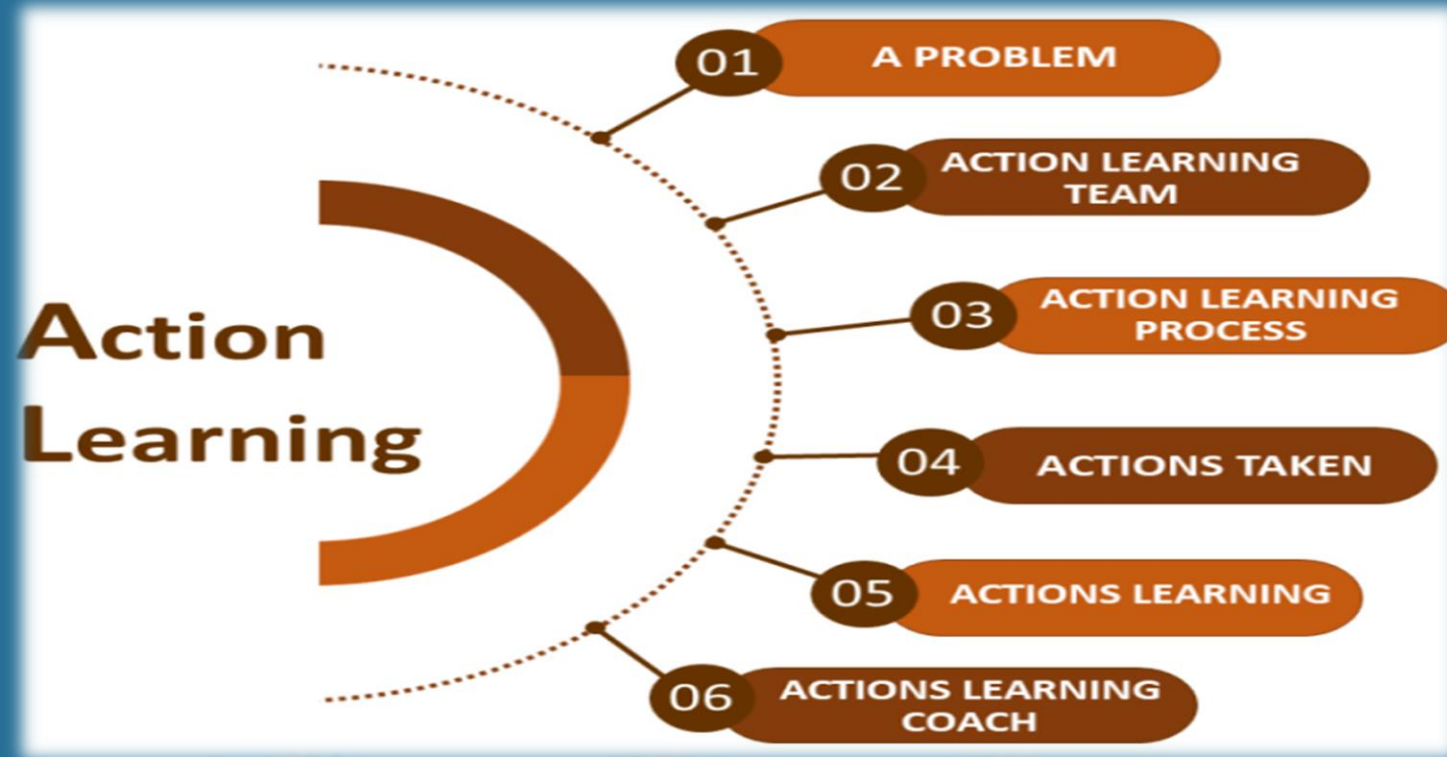 Action
Learning
01
A PROBLEM
02
ACTION LEARNING
TEAM
03
ACTION LEARNING
PROCESS
04
ACTIONS TAKEN
05
ACTIONS LEARNING
06
ACTIONS LEARNING
COACH